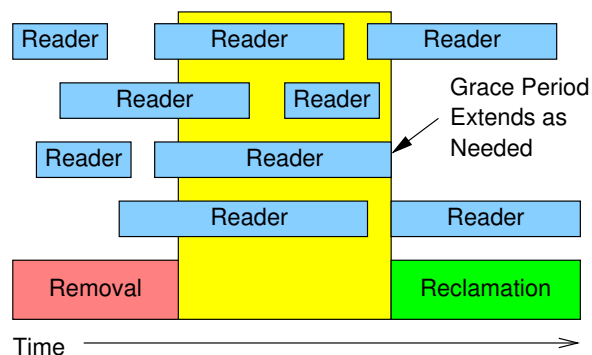 Reader
Reader
Reader
Reader
Reader
Grace Period
Extends as
Needed
Reader
Reader
Reader
Reader
Removal
Reclamation
Time